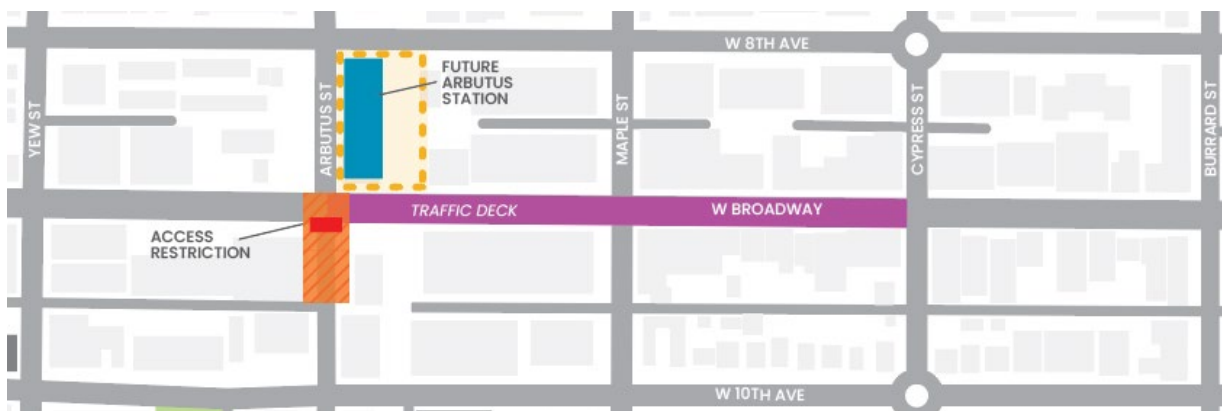 W 8TH AVE
FUTURE
ARBUTUS
STATION
YEW ST
ARBUTUS ST
MAPLE ST
CYPRESS ST
BURRARD ST
TRAFFIC DECK
W BROADWAY
ACCESS
RESTRICTION
W 10TH AVE